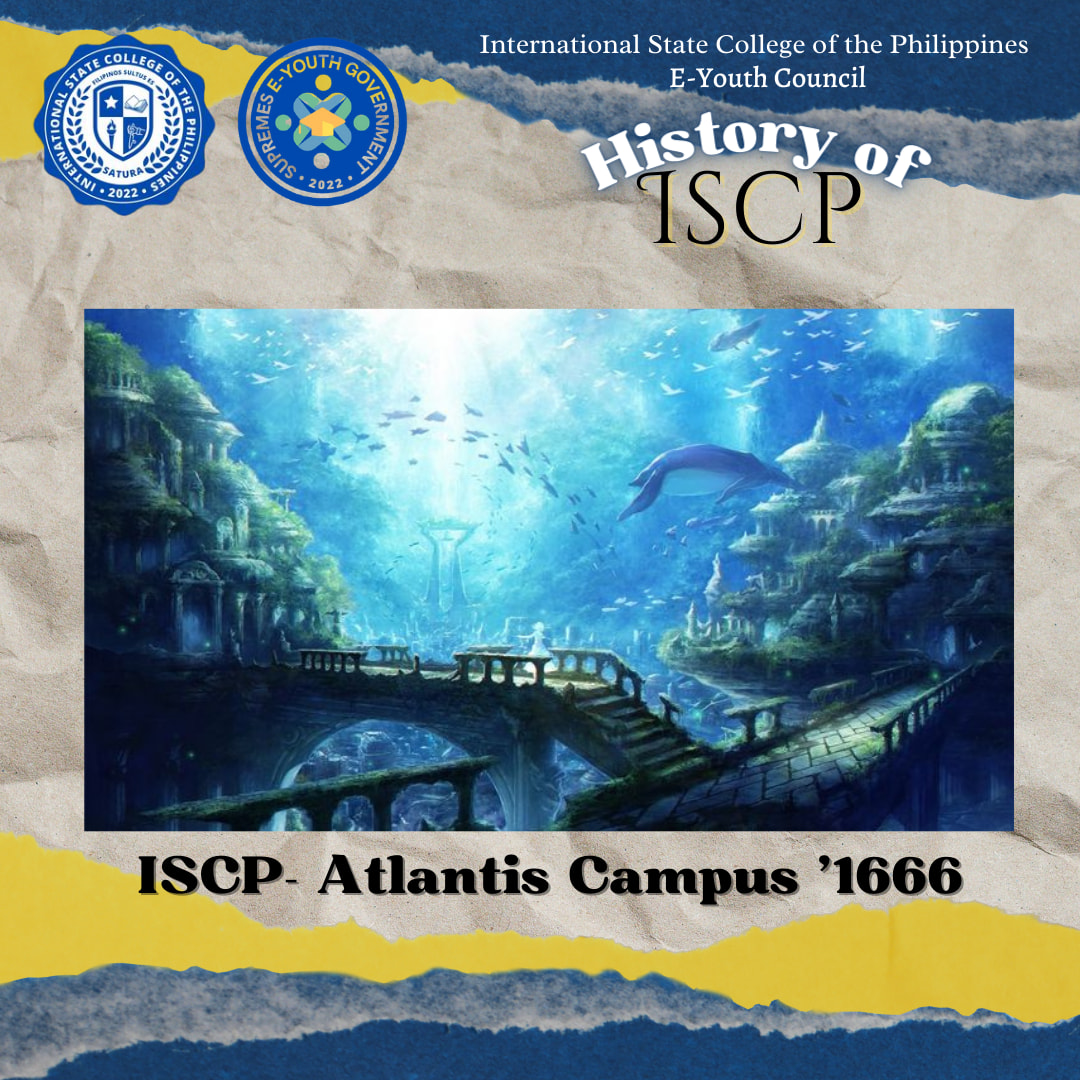 INTERNATIONAL STATE COLLEGE OF THE PHILIPPINES
FILIPINOS SULTUS ES
SATURA
• 2022 •
SUPREMES E-YOUTH GOVERNMENT
• 2022 •
International State College of the Philippines
E-Youth Council
History of
ISCP
ISCP- Atlantis Campus '1666